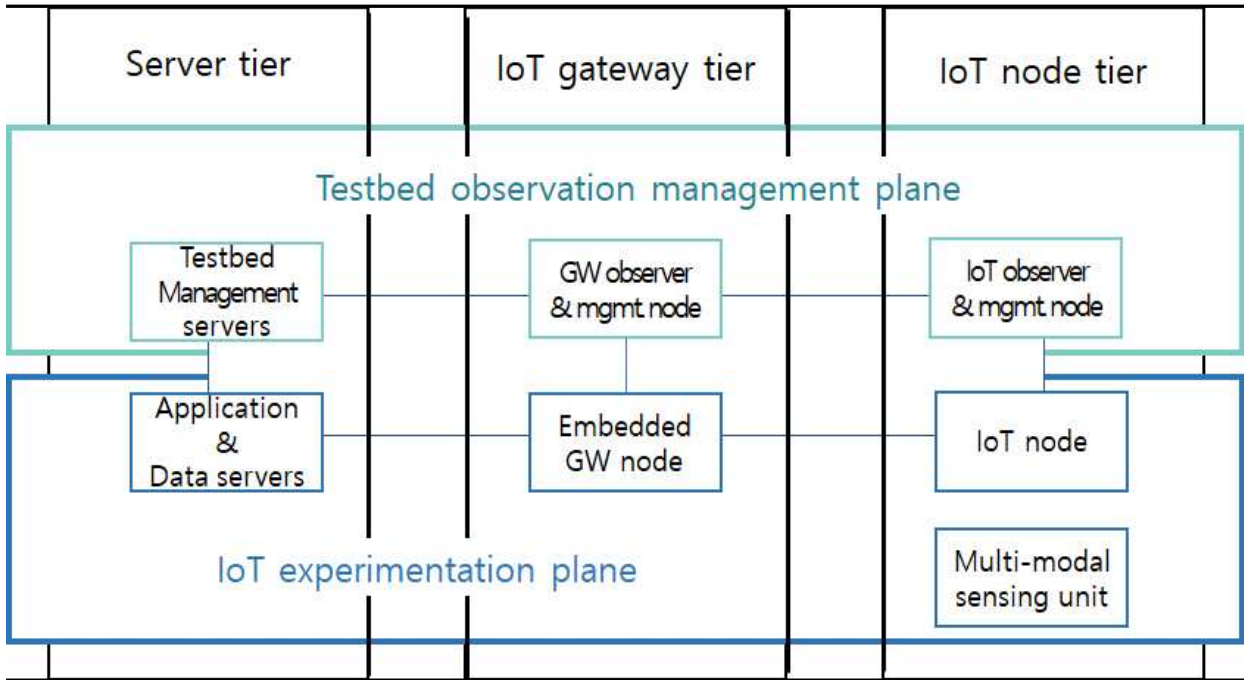 Server tier
IoT gateway tier
IoT node tier
Testbed observation management plane
Testbed
Management
servers
GW observer
& mgmt. node
IoT observer
& mgmt. node
Application
&
Data servers
Embedded
GW node
IoT node
IoT experimentation plane
Multi-modal
sensing unit